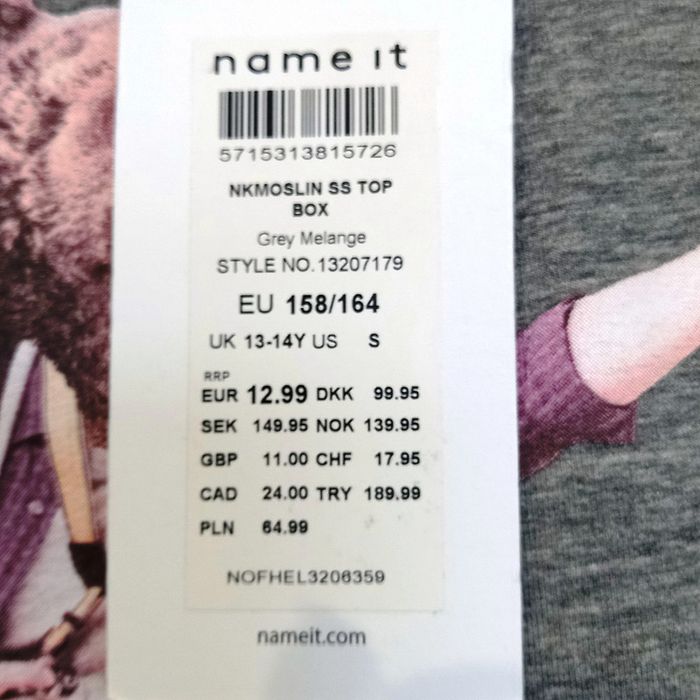 name it
5715313815726
NKMOSLIN SS TOP
BOX
Grey Melange
STYLE NO.13207179
EU 158/164
UK 13-14Y US S
RRP
EUR 12.99 DKK 99.95
SEK 149.95 NOK 139.95
GBP 11.00 CHF 17.95
CAD 24.00 TRY 189.99
PLN 64.99
NOFHEL3206359
nameit.com